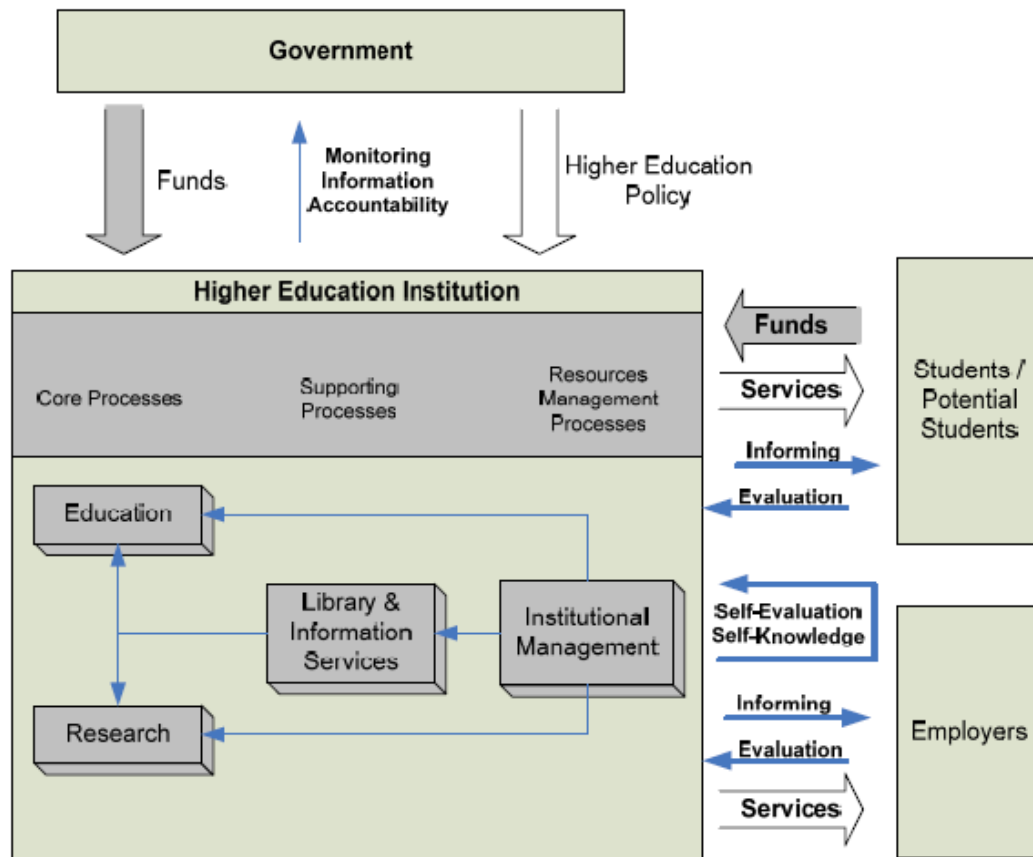 Government
Funds
Monitoring
Information
Accountability
Higher Education
Policy
Higher Education Institution
Core Processes
Supporting
Processes
Resources
Management
Processes
Education
Library &
Information
Services
Institutional
Management
Research
Funds
Services
Informing
Evaluation
Students /
Potential
Students
Self-Evaluation
Self-Knowledge
Informing
Evaluation
Services
Employers